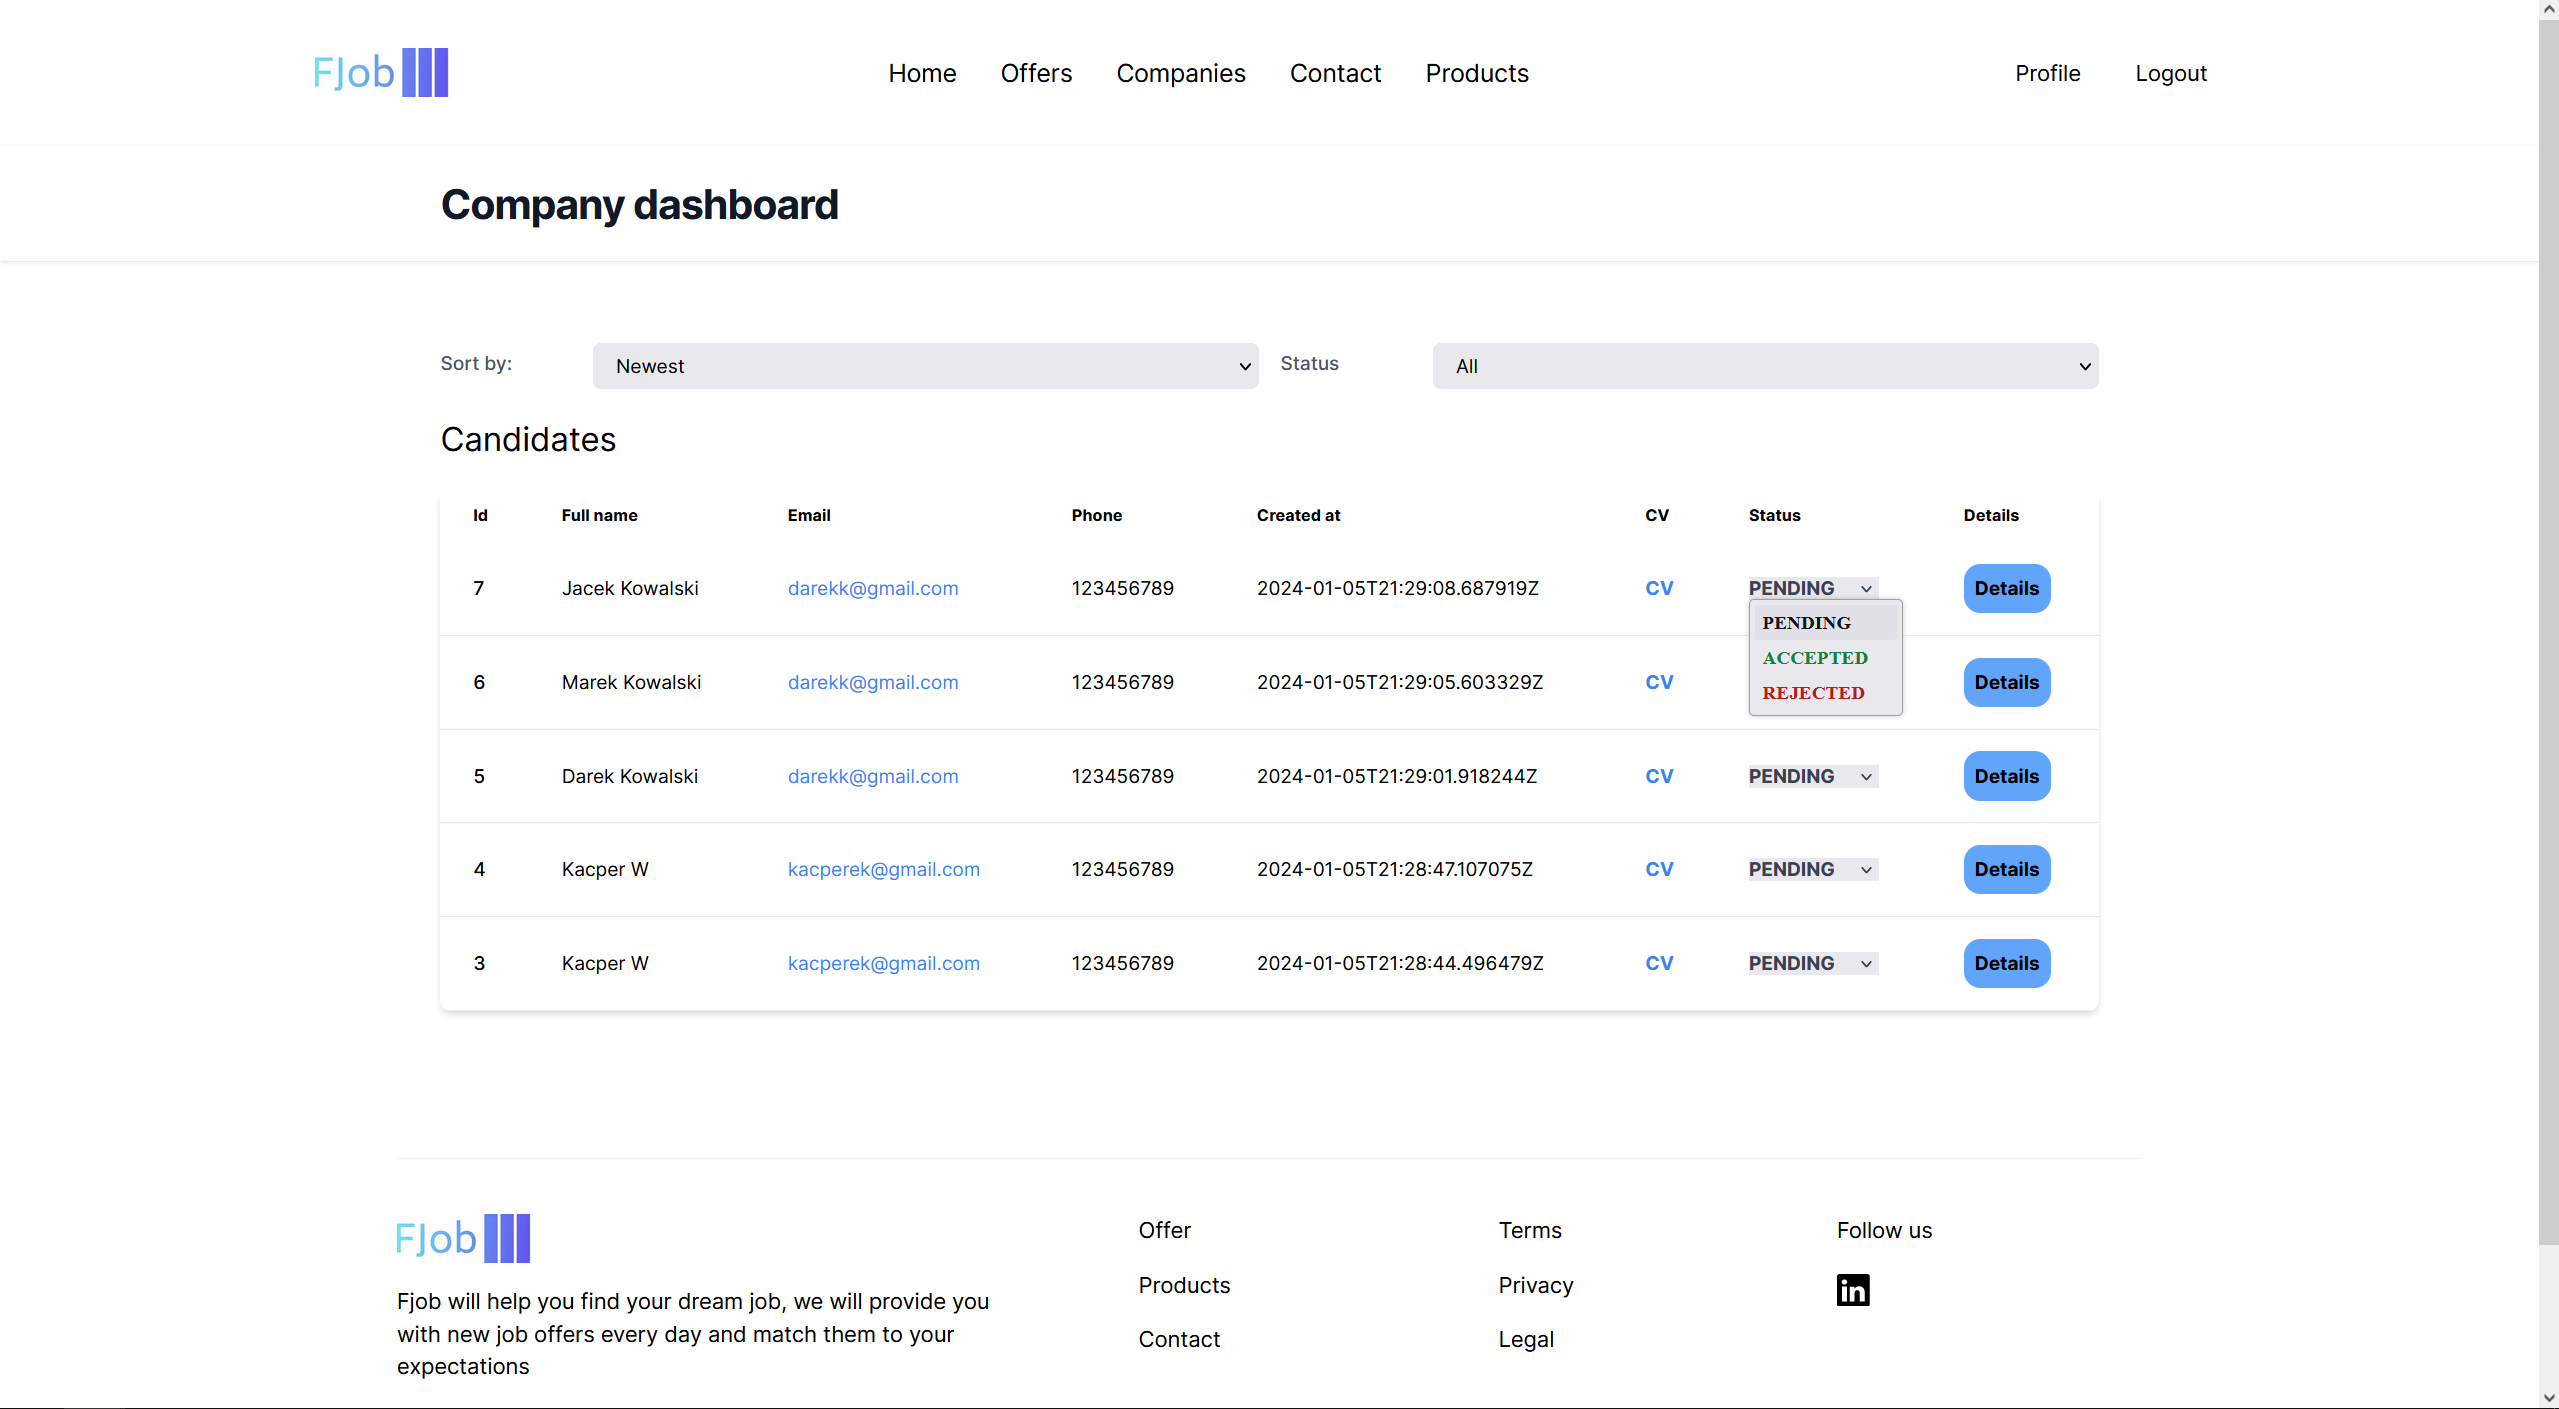 FJob
Home Offers Companies Contact Products
Profile Logout
Company dashboard
Sort by: Newest Status All
Candidates
Id Full name Email Phone Created at CV Status Details
7 Jacek Kowalski darekk@gmail.com 123456789 2024-01-05T21:29:08.687919Z CV PENDING Details
PENDING
ACCEPTED
REJECTED
6 Marek Kowalski darekk@gmail.com 123456789 2024-01-05T21:29:05.603329Z CV Details
5 Darek Kowalski darekk@gmail.com 123456789 2024-01-05T21:29:01.918244Z CV PENDING Details
4 Kacper W kacperek@gmail.com 123456789 2024-01-05T21:28:47.107075Z CV PENDING Details
3 Kacper W kacperek@gmail.com 123456789 2024-01-05T21:28:44.496479Z CV PENDING Details
FJob
Fjob will help you find your dream job, we will provide you
with new job offers every day and match them to your
expectations
Offer
Products
Contact
Terms
Privacy
Legal
Follow us
in